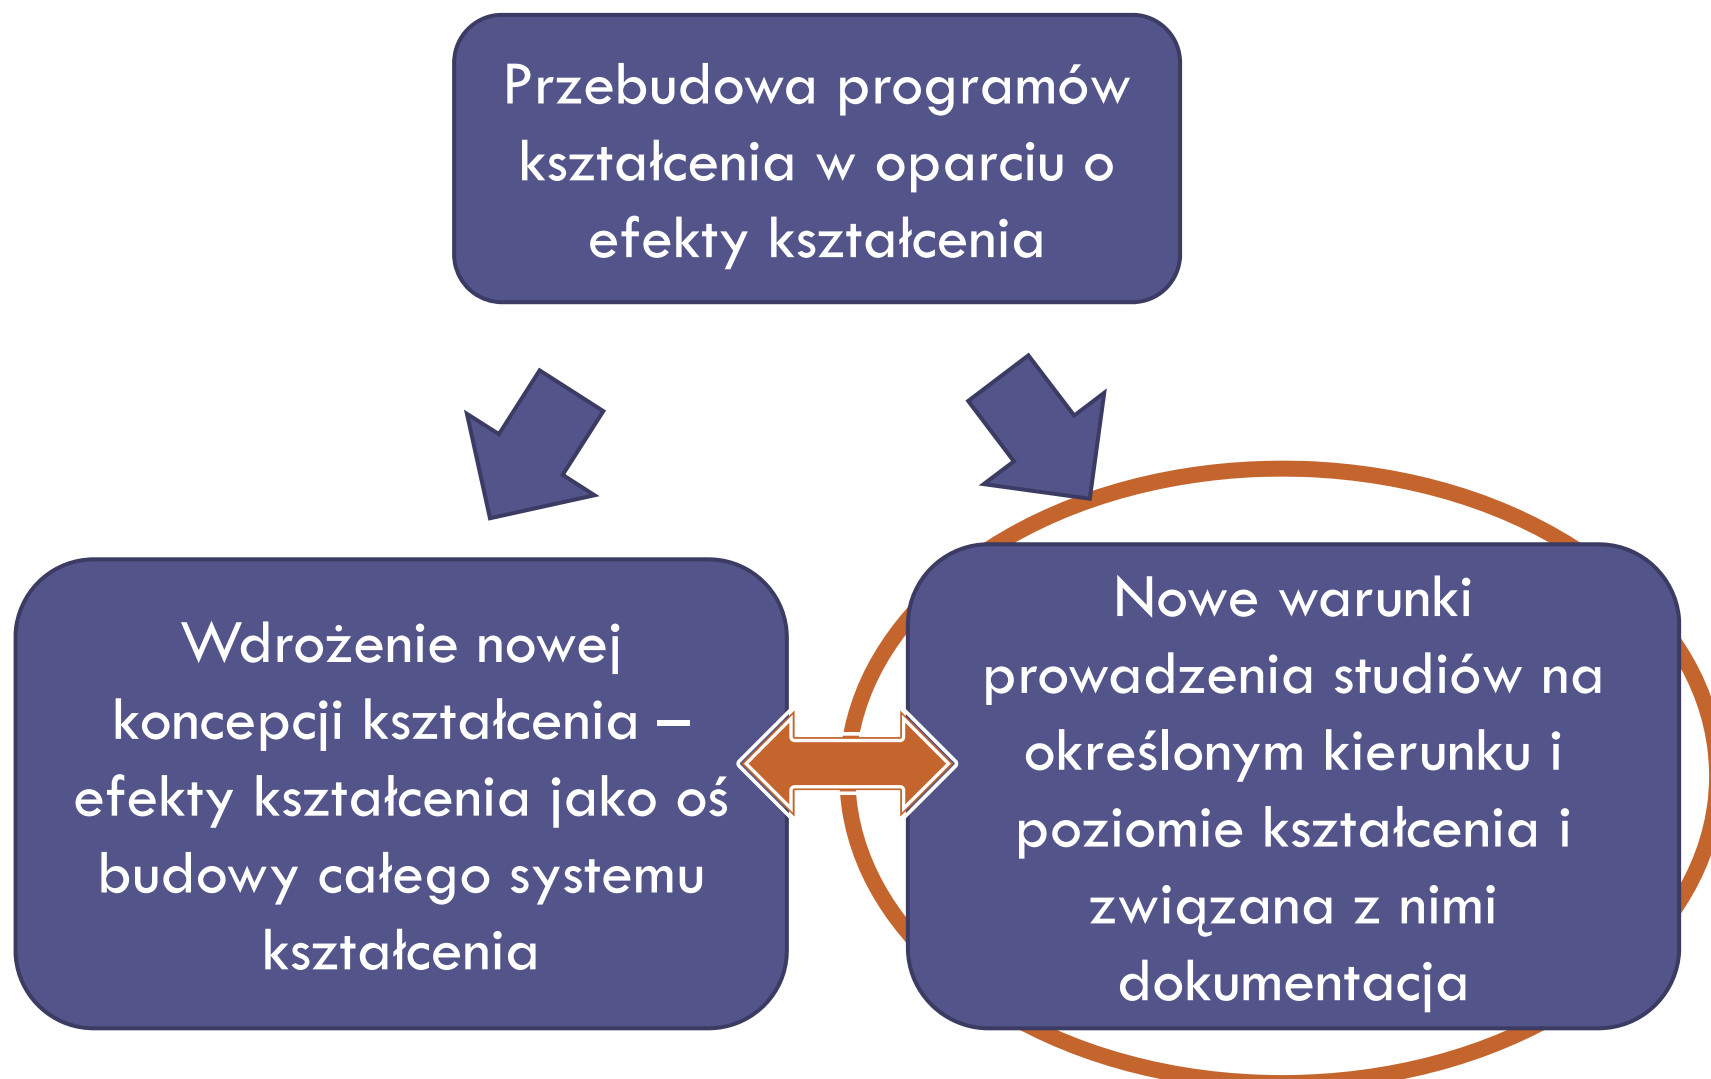 Przebudowa programów
kształcenia w oparciu o
efekty kształcenia
Wdrożenie nowej
koncepcji kształcenia –
efekty kształcenia jako oś
budowy całego systemu
kształcenia
Nowe warunki
prowadzenia studiów na
określonym kierunku i
poziomie kształcenia i
związana z nimi
dokumentacja